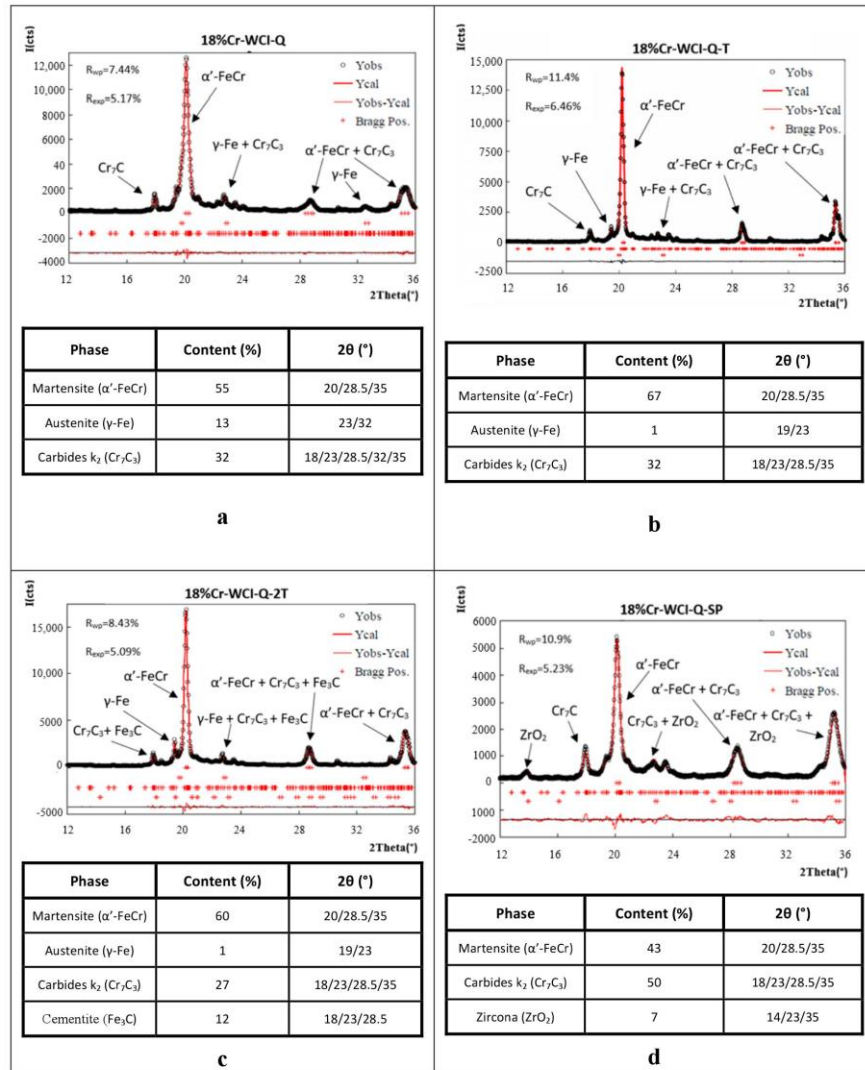 I(cts)
18%Cr-WCI-Q
12,000
10,000
8000
6000
4000
2000
0
-2000
-4000
Rwp=7.44%
Rexp=5.17%
Yobs
Ycal
Yobs-Ycal
Bragg Pos.
α′-FeCr
Cr₇C
γ-Fe + Cr₇C₃
α′-FeCr + Cr₇C₃
γ-Fe
12 20 28 36
2Theta(°)
Phase Content (%) 2θ (°)
Martensite (α′-FeCr) 55 20/28.5/35
Austenite (γ-Fe) 13 23/32
Carbides k₂ (Cr₇C₃) 32 18/23/28.5/32/35
a
I(cts)
18%Cr-WCI-Q-T
15,000
12,500
10,000
7500
5000
2500
0
-2500
Rwp=11.4%
Rexp=6.46%
Yobs
Ycal
Yobs-Ycal
Bragg Pos.
α′-FeCr
γ-Fe
Cr₇C
γ-Fe + Cr₇C₃
α′-FeCr + Cr₇C₃
α′-FeCr + Cr₇C₃
12 16 20 24 28 32 36
2Theta(°)
Phase Content (%) 2θ (°)
Martensite (α′-FeCr) 67 20/28.5/35
Austenite (γ-Fe) 1 19/23
Carbides k₂ (Cr₇C₃) 32 18/23/28.5/35
b
I(cts)
18%Cr-WCI-Q-2T
15,000
10,000
5000
0
-5000
Rwp=8.43%
Rexp=5.09%
Yobs
Ycal
Yobs-Ycal
Bragg Pos.
α′-FeCr
γ-Fe
Cr₇C₃+ Fe₃C
α′-FeCr + Cr₇C₃ + Fe₃C
γ-Fe + Cr₇C₃ + Fe₃C
α′-FeCr + Cr₇C₃
12 16 20 24 28 32 36
2Theta(°)
Phase Content (%) 2θ (°)
Martensite (α′-FeCr) 60 20/28.5/35
Austenite (γ-Fe) 1 19/23
Carbides k₂ (Cr₇C₃) 27 18/23/28.5/35
Cementite (Fe₃C) 12 18/23/28.5
c
I(cts)
18%Cr-WCI-Q-SP
6000
5000
4000
3000
2000
1000
0
1000
-2000
Rwp=10.9%
Rexp=5.23%
Yobs
Ycal
Yobs-Ycal
Bragg Pos.
α′-FeCr
α′-FeCr + Cr₇C₃
Cr₇C
Cr₇C₃ + ZrO₂
α′-FeCr + Cr₇C₃ +
ZrO₂
ZrO₂
12 16 20 24 28 32 36
2Theta(°)
Phase Content (%) 2θ (°)
Martensite (α′-FeCr) 43 20/28.5/35
Carbides k₂ (Cr₇C₃) 50 18/23/28.5/35
Zircona (ZrO₂) 7 14/23/35
d